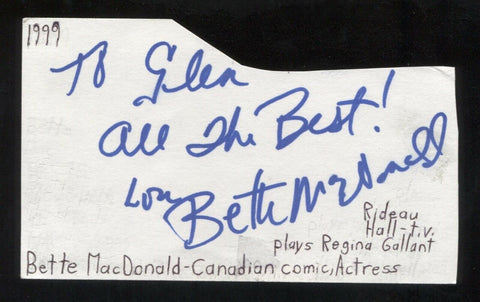 1999
To Glen
All The Best!
Love
Bette MacDonald
Rideau
Hall-t.v.
plays Regina Gallant
Bette MacDonald-Canadian comic, Actress